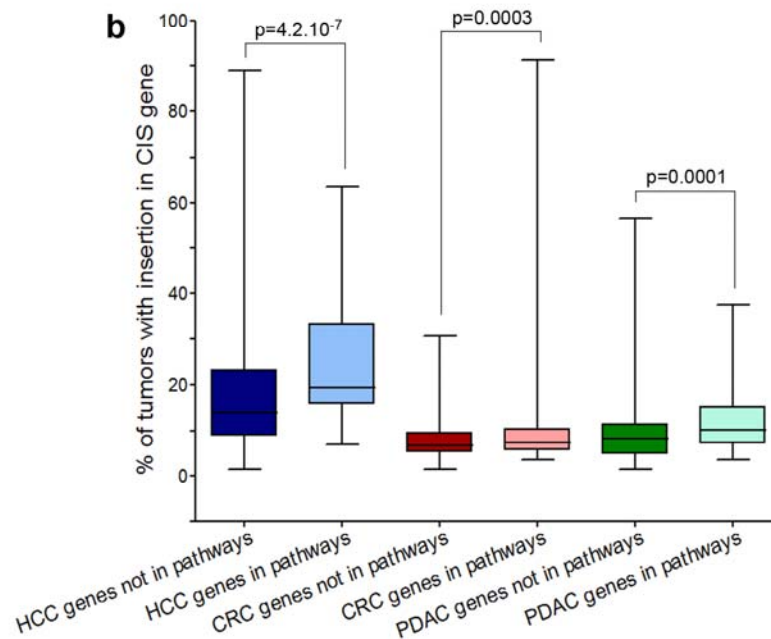 b
p=4.2.10-7
p=0.0003
p=0.0001
% of tumors with insertion in CIS gene
100
80
60
40
20
0
HCC genes not in pathways
HCC genes in pathways
CRC genes not in pathways
CRC genes in pathways
PDAC genes not in pathways
PDAC genes in pathways